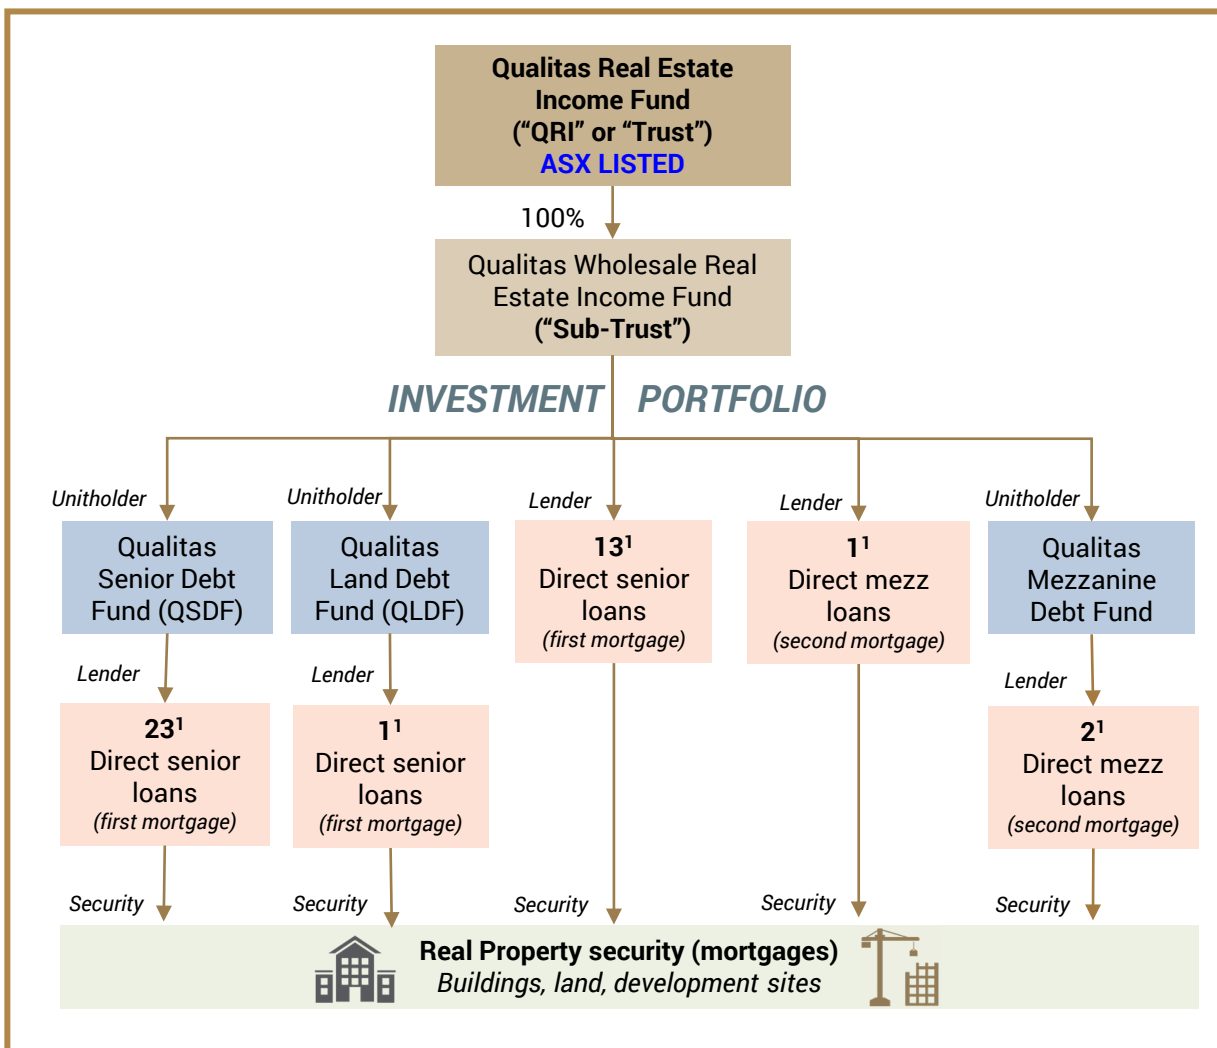 Qualitas Real Estate
Income Fund
(“QRI” or “Trust”)
ASX LISTED
100%
Qualitas Wholesale Real
Estate Income Fund
(“Sub-Trust”)
INVESTMENT PORTFOLIO
Unitholder
Qualitas
Senior Debt
Fund (QSDF)
Lender
23¹
Direct senior
loans
(first mortgage)
Security
Unitholder
Qualitas
Land Debt
Fund (QLDF)
Lender
1¹
Direct senior
loans
(first mortgage)
Security
Lender
13¹
Direct senior
loans
(first mortgage)
Security
Lender
1¹
Direct mezz
loans
(second mortgage)
Security
Unitholder
Qualitas
Mezzanine
Debt Fund
Lender
2¹
Direct mezz
loans
(second mortgage)
Security
Real Property security (mortgages)
Buildings, land, development sites